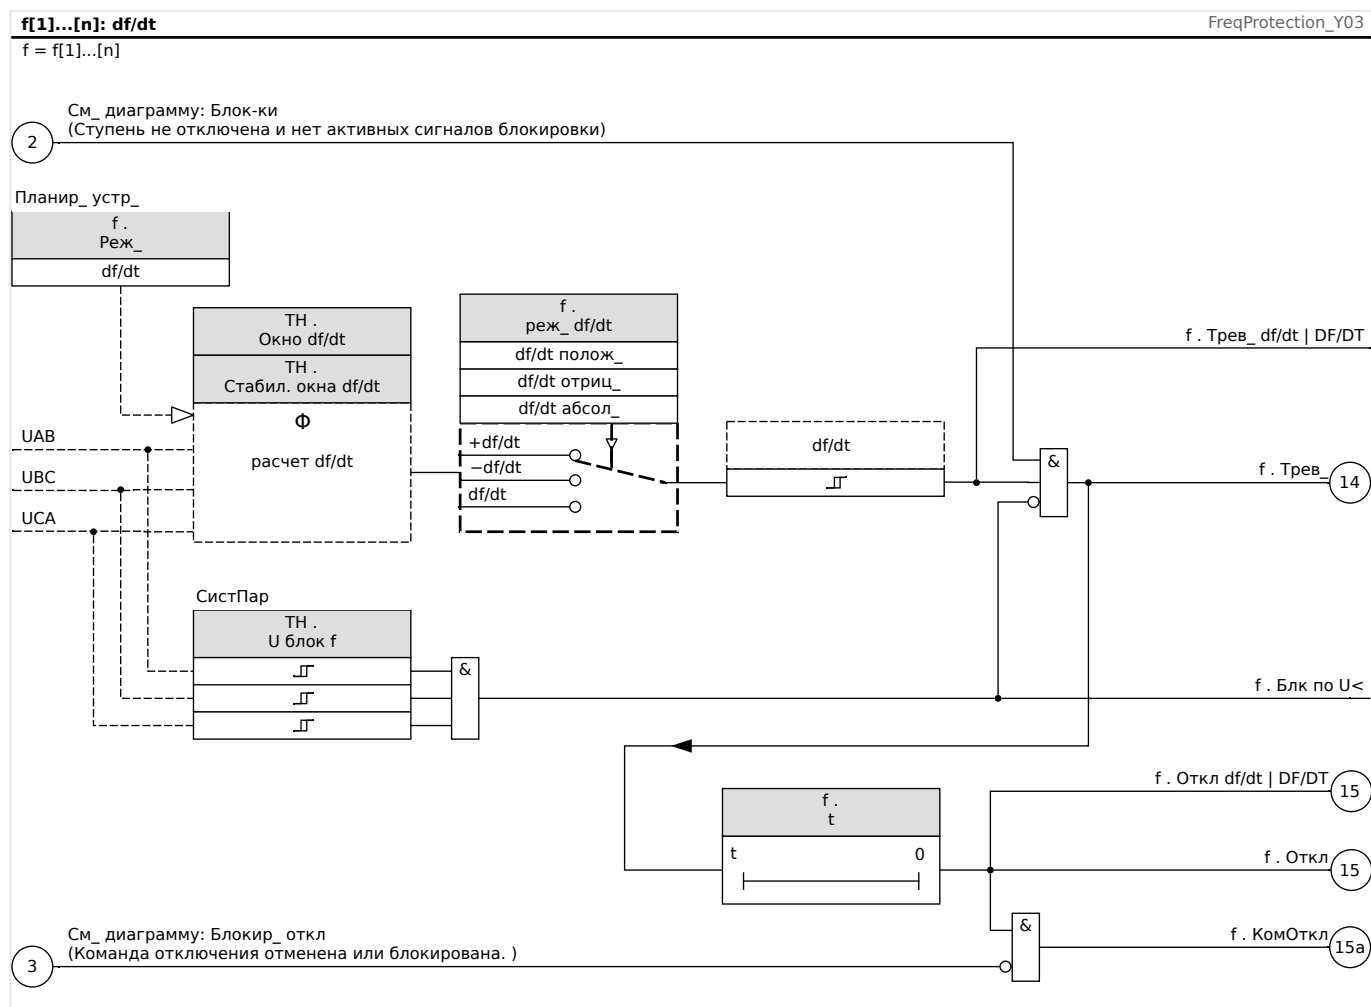 f[1]...[n]: df/dt
FreqProtection_Y03
f = f[1]...[n]
См_ диаграмму: Блок-ки
(Ступень не отключена и нет активных сигналов блокировки)
2
Планир_ устр_
f .
Реж_
df/dt
ТН .
Окно df/dt
ТН .
Стабил. окна df/dt
Φ
расчет df/dt
f .
реж_ df/dt
df/dt полож_
df/dt отриц_
df/dt абсол_
+df/dt
−df/dt
df/dt
df/dt
f . Трев_ df/dt | DF/DT
&
f . Трев_
14
UAB
UBC
UCA
СистПар
ТН .
U блок f
&
f . Блк по U<
f .
t
t 0
f . Откл df/dt | DF/DT
15
f . Откл
15
&
f . КомОткл
15a
См_ диаграмму: Блокир_ откл
(Команда отключения отменена или блокирована. )
3